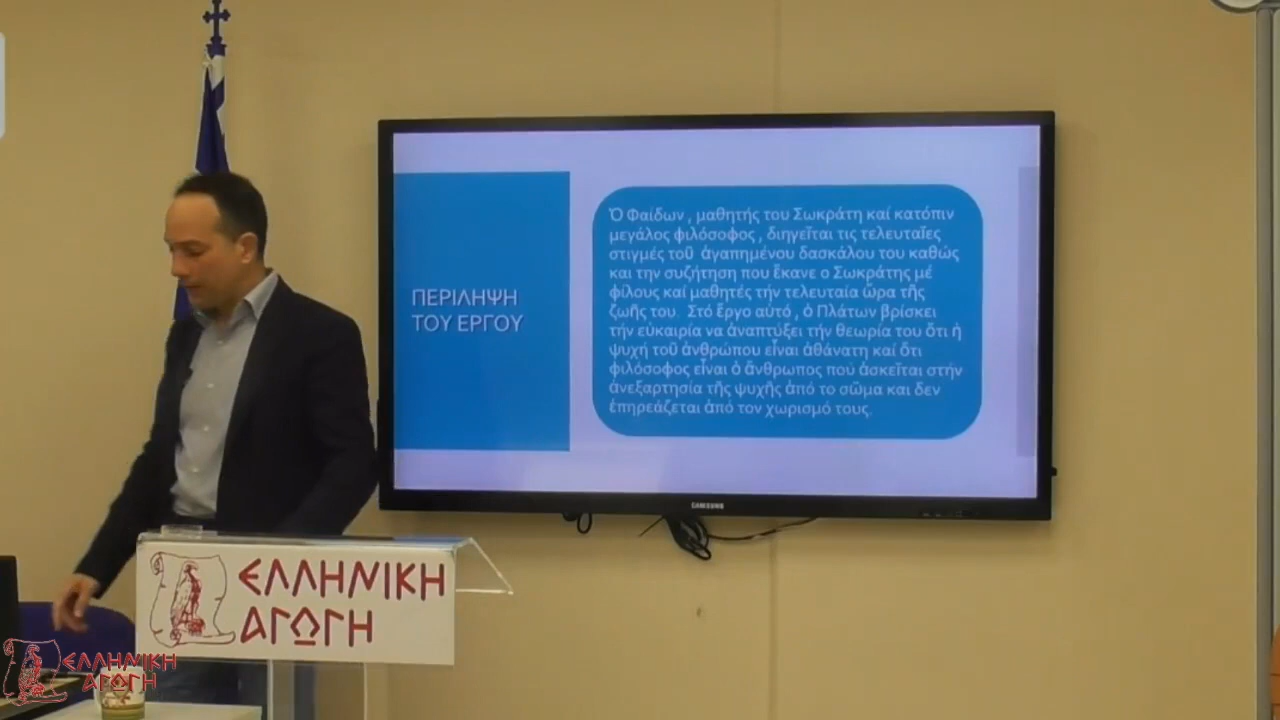 ΠΕΡΙΛΗΨΗ
ΤΟΥ ΕΡΓΟΥ
Ὁ Φαίδων , μαθητής του Σωκράτη καί κατόπιν
μεγάλος φιλόσοφος , διηγεῖται τις τελευταῖες
στιγμές τοῦ ἀγαπημένου δασκάλου του καθώς
και την συζήτηση που ἔκανε ο Σωκράτης μέ
φίλους καί μαθητές τήν τελευταία ὥρα τῆς
ζωῆς του. Στό ἔργο αὐτό , ὁ Πλάτων βρίσκει
τήν εὐκαιρία να ἀναπτύξει τήν θεωρία του ὅτι ἡ
ψυχή τοῦ ἀνθρώπου εἶναι ἀθάνατη καί ὅτι
φιλόσοφος εἶναι ὁ ἄνθρωπος πού ἀσκεῖται στήν
ἀνεξαρτησία τῆς ψυχῆς ἀπό το σῶμα και δεν
ἐπηρεάζεται ἀπό τον χωρισμό τους.
SAMSUNG
ΕΛΛΗΝΙΚΗ
ΑΓΩΓΗ
ΕΛΛΗΝΙΚΗ
ΑΓΩΓΗ